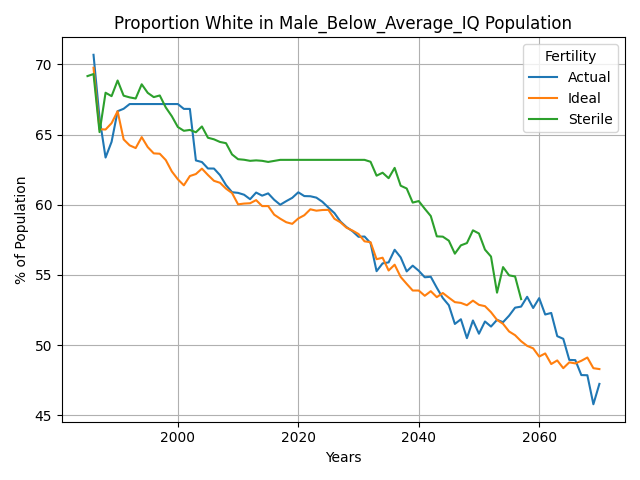 Proportion White in Male_Below_Average_IQ Population
Fertility
Actual
Ideal
Sterile
% of Population
70
65
60
55
50
45
2000
2020
2040
2060
Years